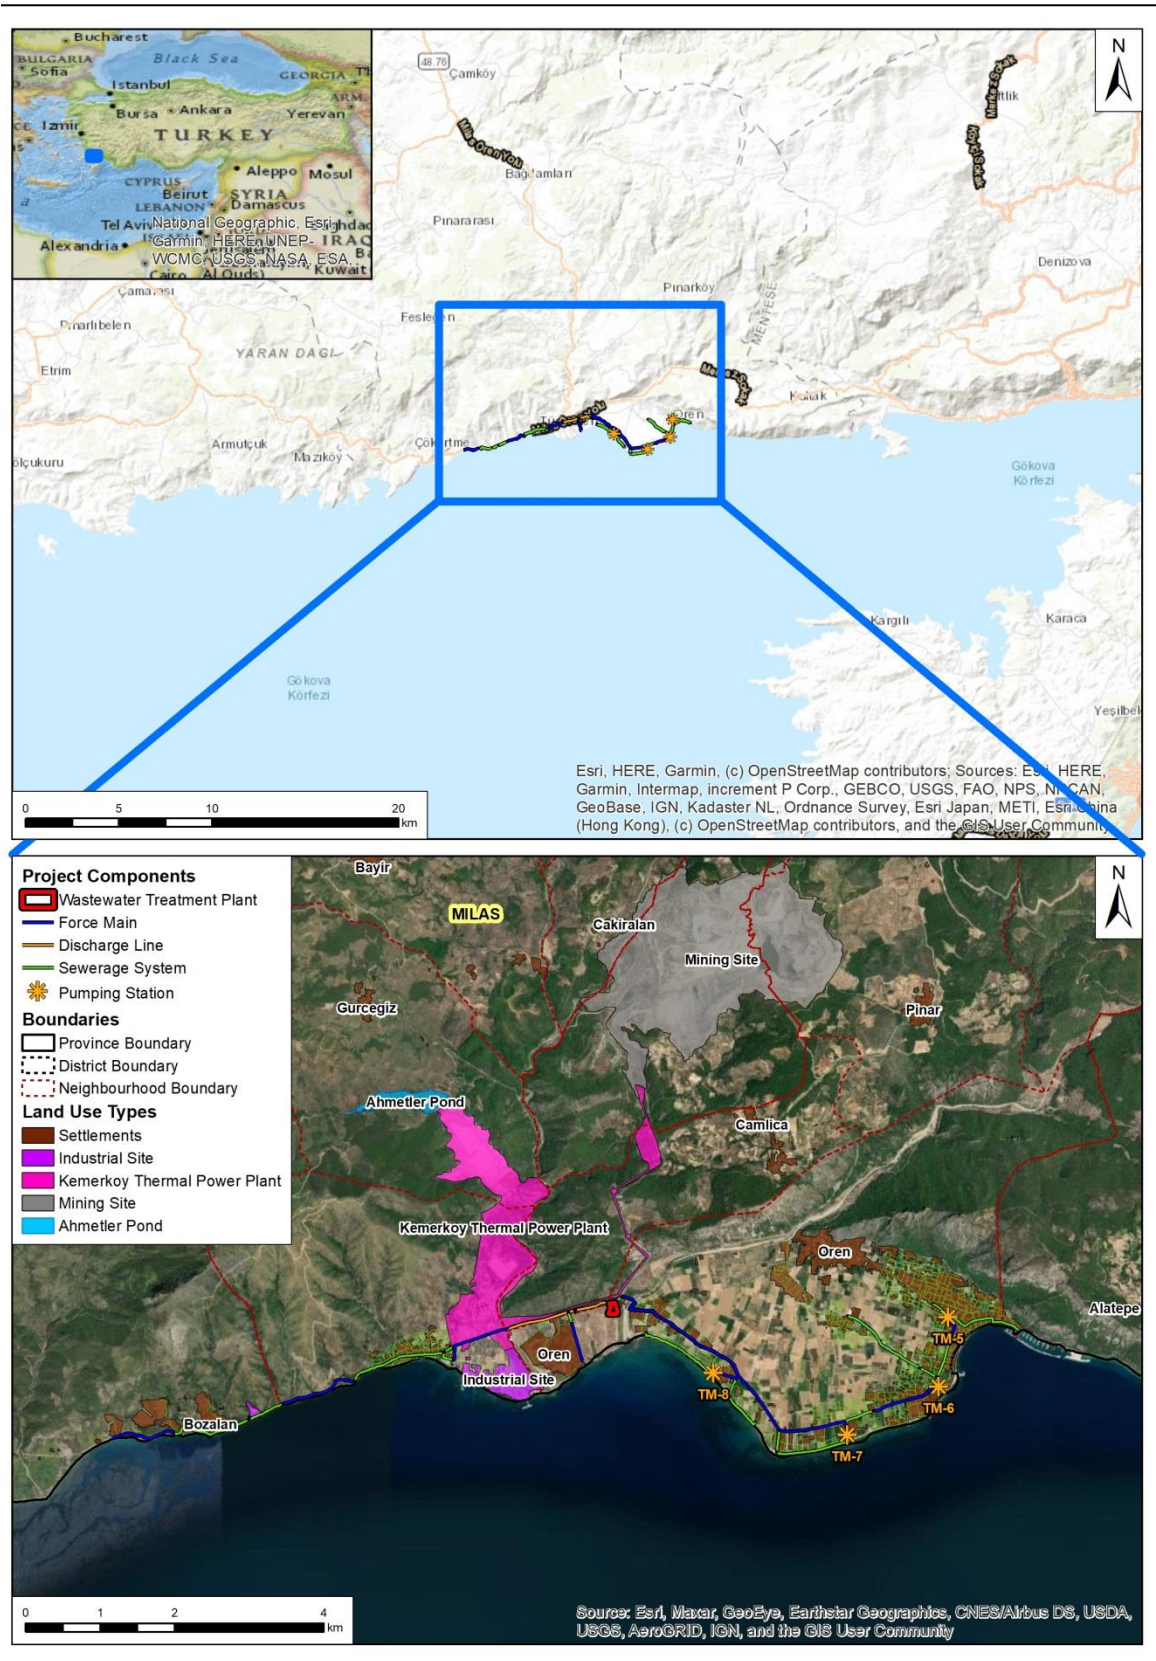 Bucharest
BULGARIA
Sofia
Black Sea
GEORGIA
Istanbul
ARM.
Bursa
Ankara
Yerevan
Izmir
TURKEY
Aleppo
Mosul
CYPRUS
Beirut
SYRIA
LEBANON
Damascus
Tel Aviv
National Geographic, Esri,
Garmin, HERE, UNEP-
WCMC, USGS, NASA, ESA,
IRAQ
Alexandria
Cairo
Al Quds)
Kuwait
N
48.76
Çamköy
Bağdamları
Pınararası
Denizova
Pınarköy
MENTEŞE
YARAN DAGI
Etrim
Armutçuk
Mazıköy
Gökova
Körfezi
Kargılı
Karaca
Gökova
Körfezi
Yeşilbel
Esri, HERE, Garmin, (c) OpenStreetMap contributors; Sources: Esri, HERE,
Garmin, Intermap, increment P Corp., GEBCO, USGS, FAO, NPS, NRCAN,
GeoBase, IGN, Kadaster NL, Ordnance Survey, Esri Japan, METI, Esri China
(Hong Kong), (c) OpenStreetMap contributors, and the GIS User Community
0 5 10 20
km
Project Components
Wastewater Treatment Plant
Force Main
Discharge Line
Sewerage System
Pumping Station
Boundaries
Province Boundary
District Boundary
Neighbourhood Boundary
Land Use Types
Settlements
Industrial Site
Kemerkoy Thermal Power Plant
Mining Site
Ahmetler Pond
N
Bayir
MILAS
Cakiralan
Mining Site
Gurcegiz
Pinar
Ahmetler Pond
Camlica
Kemerkoy Thermal Power Plant
Oren
Alatepe
TM-5
Oren
Industrial Site
TM-8
TM-6
Bozalan
TM-7
0 1 2 4
km
Source: Esri, Maxar, GeoEye, Earthstar Geographics, CNES/Airbus DS, USDA,
USGS, AeroGRID, IGN, and the GIS User Community